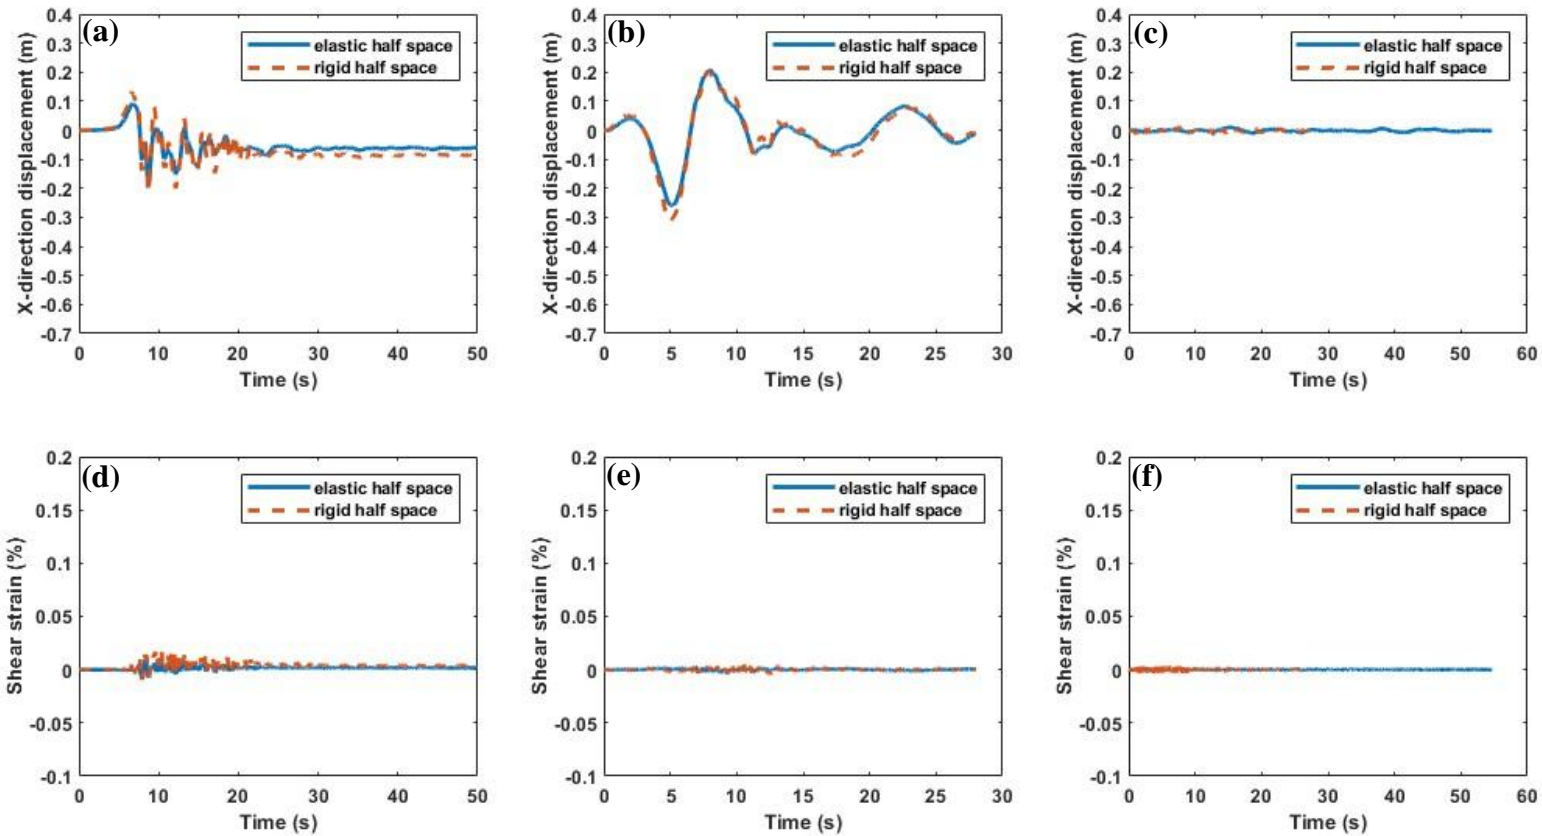 (a)
elastic half space
rigid half space
X-direction displacement (m)
0.4
0.3
0.2
0.1
0
-0.1
-0.2
-0.3
-0.4
-0.5
-0.6
-0.7
0 10 20 30 40 50
Time (s)
(b)
elastic half space
rigid half space
X-direction displacement (m)
0.4
0.3
0.2
0.1
0
-0.1
-0.2
-0.3
-0.4
-0.5
-0.6
-0.7
0 5 10 15 20 25 30
Time (s)
(c)
elastic half space
rigid half space
X-direction displacement (m)
0.4
0.3
0.2
0.1
0
-0.1
-0.2
-0.3
-0.4
-0.5
-0.6
-0.7
0 10 20 30 40 50 60
Time (s)
(d)
elastic half space
rigid half space
Shear strain (%)
0.2
0.15
0.1
0.05
0
-0.05
-0.1
0 10 20 30 40 50
Time (s)
(e)
elastic half space
rigid half space
Shear strain (%)
0.2
0.15
0.1
0.05
0
-0.05
-0.1
0 5 10 15 20 25 30
Time (s)
(f)
elastic half space
rigid half space
Shear strain (%)
0.2
0.15
0.1
0.05
0
-0.05
-0.1
0 10 20 30 40 50 60
Time (s)